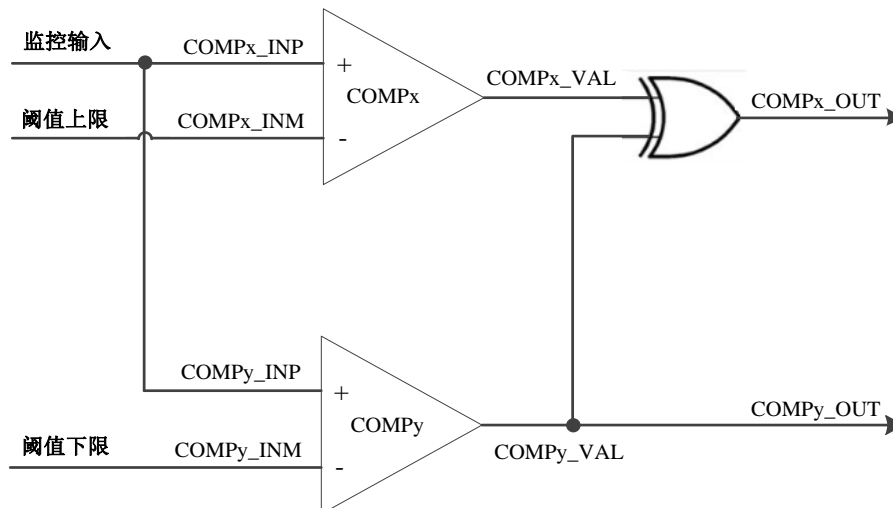 监控输入
COMPx_INP
+
COMPx
COMPx_VAL
COMPx_OUT
阈值上限
COMPx_INM
-
COMPy_INP
+
COMPy
COMPy_OUT
阈值下限
COMPy_INM
-
COMPy_VAL